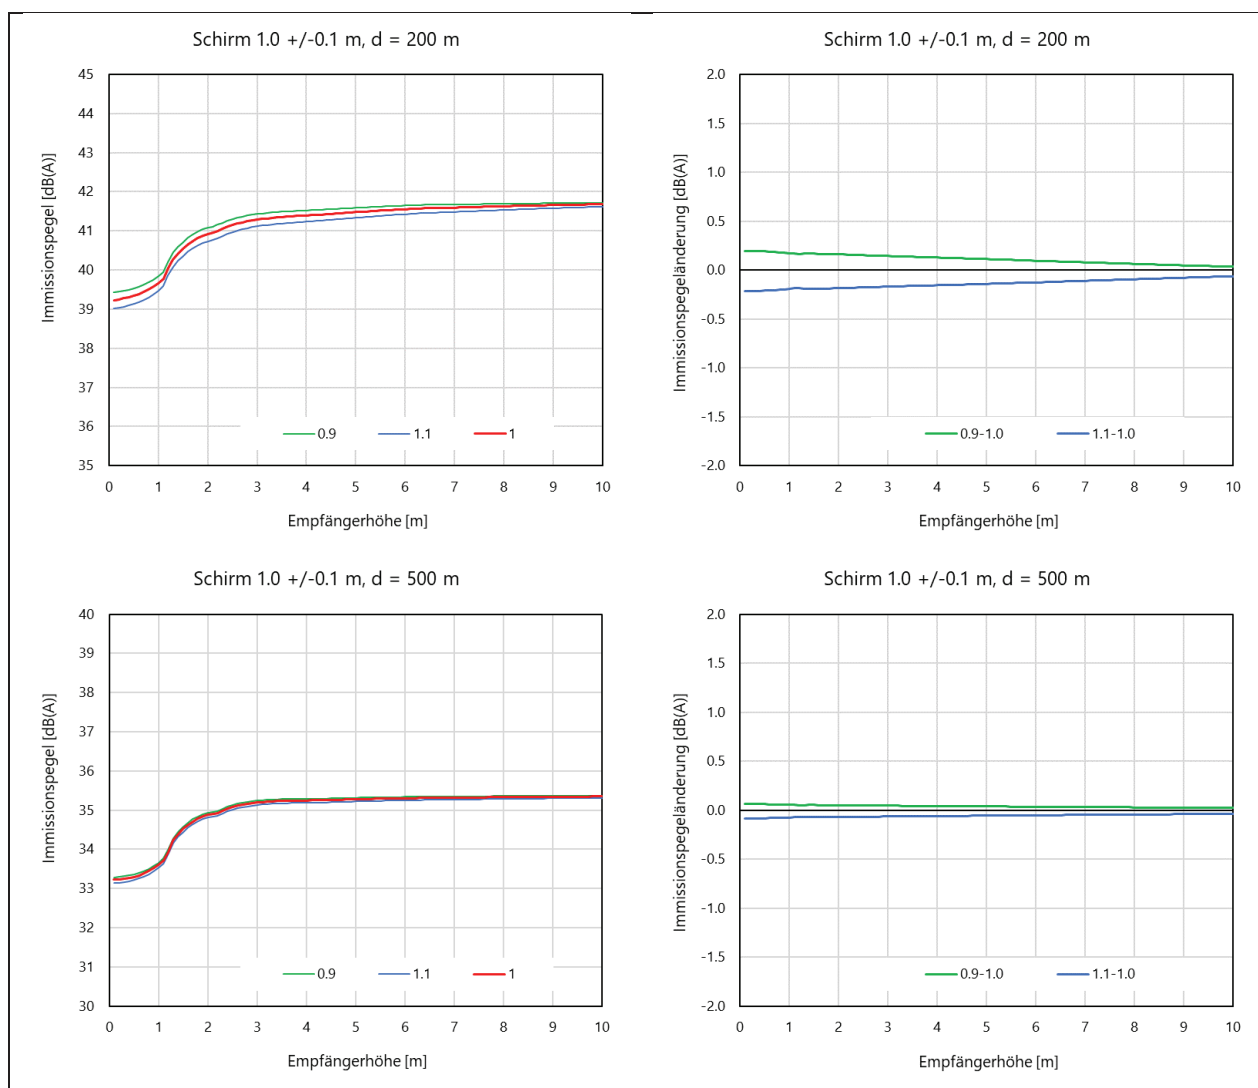 Schirm 1.0 +/-0.1 m, d = 200 m
Immissionspegel [dB(A)]
45
44
43
42
41
40
39
38
37
36
35
0.9 1.1 1
0 1 2 3 4 5 6 7 8 9 10
Empfängerhöhe [m]
Schirm 1.0 +/-0.1 m, d = 200 m
Immissionspegeländerung [dB(A)]
2.0
1.5
1.0
0.5
0.0
-0.5
-1.0
-1.5
-2.0
0.9-1.0 1.1-1.0
0 1 2 3 4 5 6 7 8 9 10
Empfängerhöhe [m]
Schirm 1.0 +/-0.1 m, d = 500 m
Immissionspegel [dB(A)]
40
39
38
37
36
35
34
33
32
31
30
0.9 1.1 1
0 1 2 3 4 5 6 7 8 9 10
Empfängerhöhe [m]
Schirm 1.0 +/-0.1 m, d = 500 m
Immissionspegeländerung [dB(A)]
2.0
1.5
1.0
0.5
0.0
-0.5
-1.0
-1.5
-2.0
0.9-1.0 1.1-1.0
0 1 2 3 4 5 6 7 8 9 10
Empfängerhöhe [m]